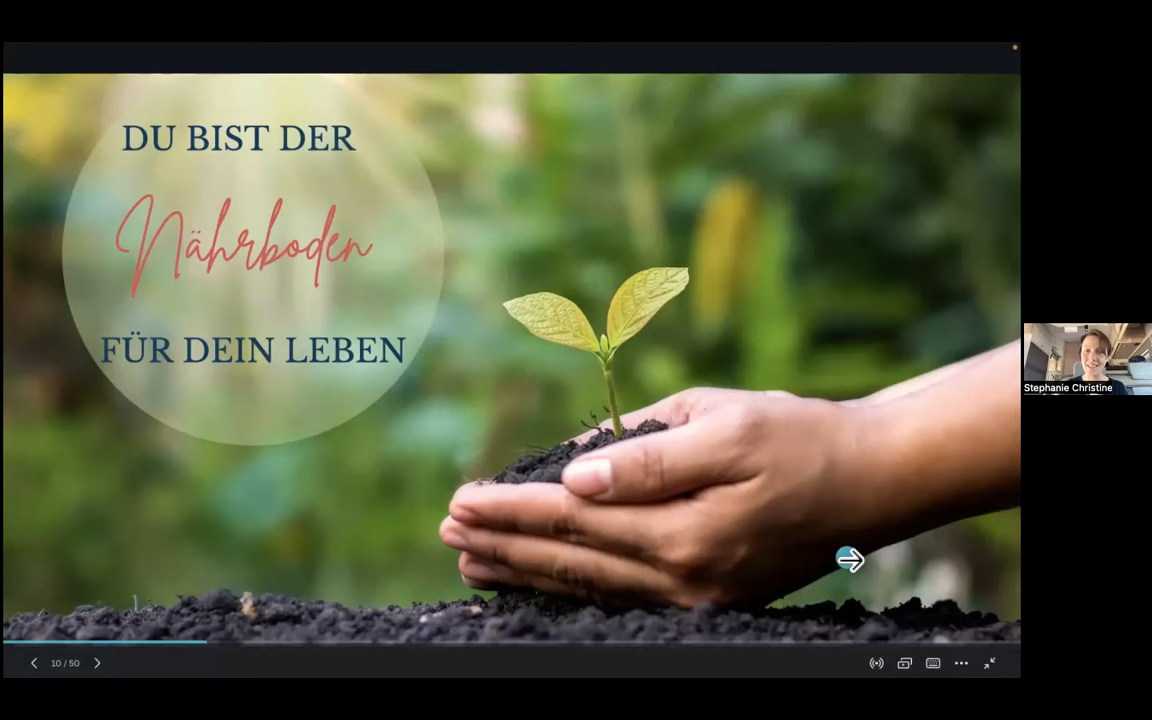 DU BIST DER
Nährboden
FÜR DEIN LEBEN
Stephanie Christine
10 / 50